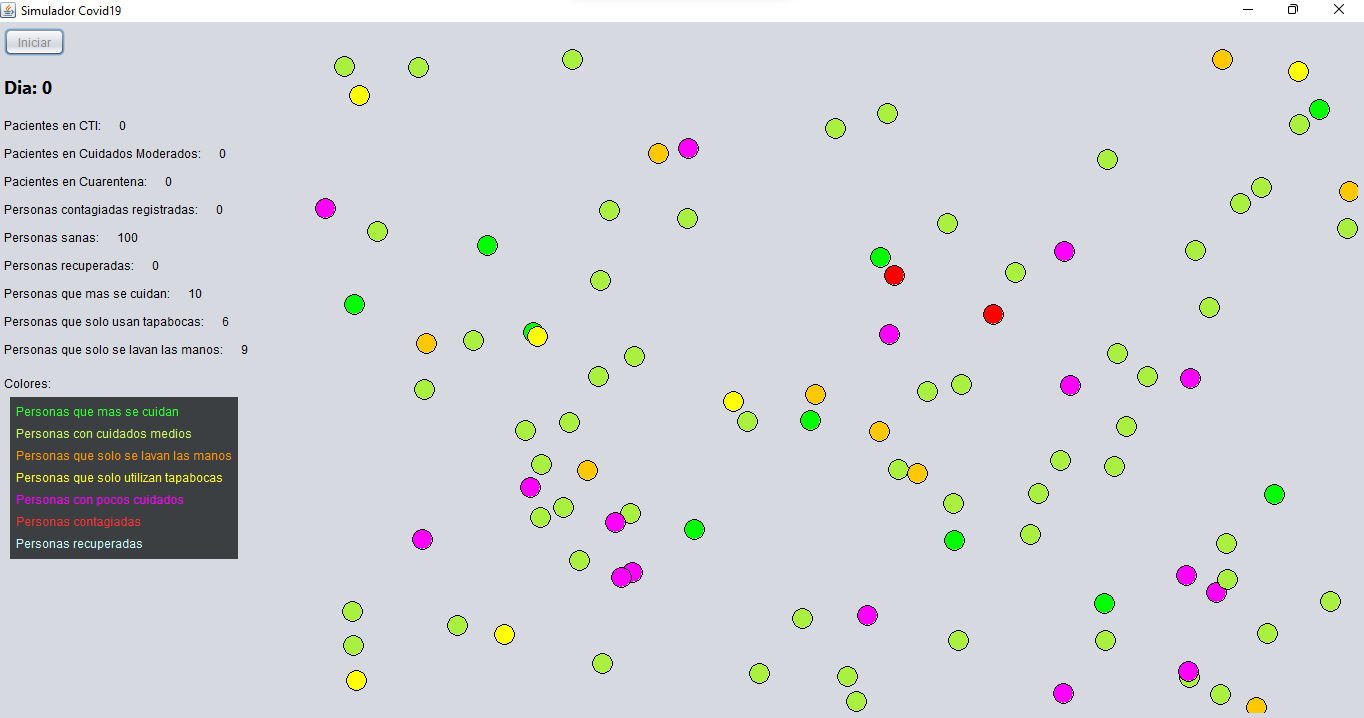 Simulador Covid19
Iniciar
Dia: 0
Pacientes en CTI: 0
Pacientes en Cuidados Moderados: 0
Pacientes en Cuarentena: 0
Personas contagiadas registradas: 0
Personas sanas: 100
Personas recuperadas: 0
Personas que mas se cuidan: 10
Personas que solo usan tapabocas: 6
Personas que solo se lavan las manos: 9
Colores:
Personas que mas se cuidan
Personas con cuidados medios
Personas que solo se lavan las manos
Personas que solo utilizan tapabocas
Personas con pocos cuidados
Personas contagiadas
Personas recuperadas